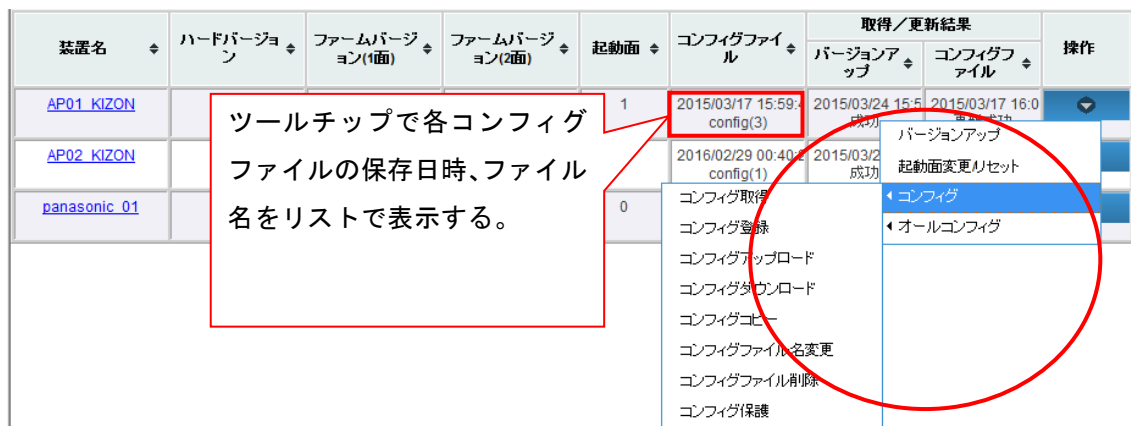 取得／更新結果
装置名
ハードバージョ
ン
ファームバージ
ョン(1面)
ファームバージ
ョン(2面)
起動面
コンフィグファイ
ル
バージョンア
ップ
コンフィグフ
ァイル
操作
AP01_KIZON
1
2015/03/17 15:59:4
config(3)
2015/03/24 15:5
成功
2015/03/17 16:0
AP02_KIZON
2016/02/29 00:40:2
config(1)
2015/03/2
成功
panasonic_01
0
ツールチップで各コンフィグ
ファイルの保存日時、ファイル
名をリストで表示する。
バージョンアップ
起動面変更/リセット
コンフィグ
オールコンフィグ
コンフィグ取得
コンフィグ登録
コンフィグアップロード
コンフィグダウンロード
コンフィグコピー
コンフィグファイル名変更
コンフィグファイル削除
コンフィグ保護